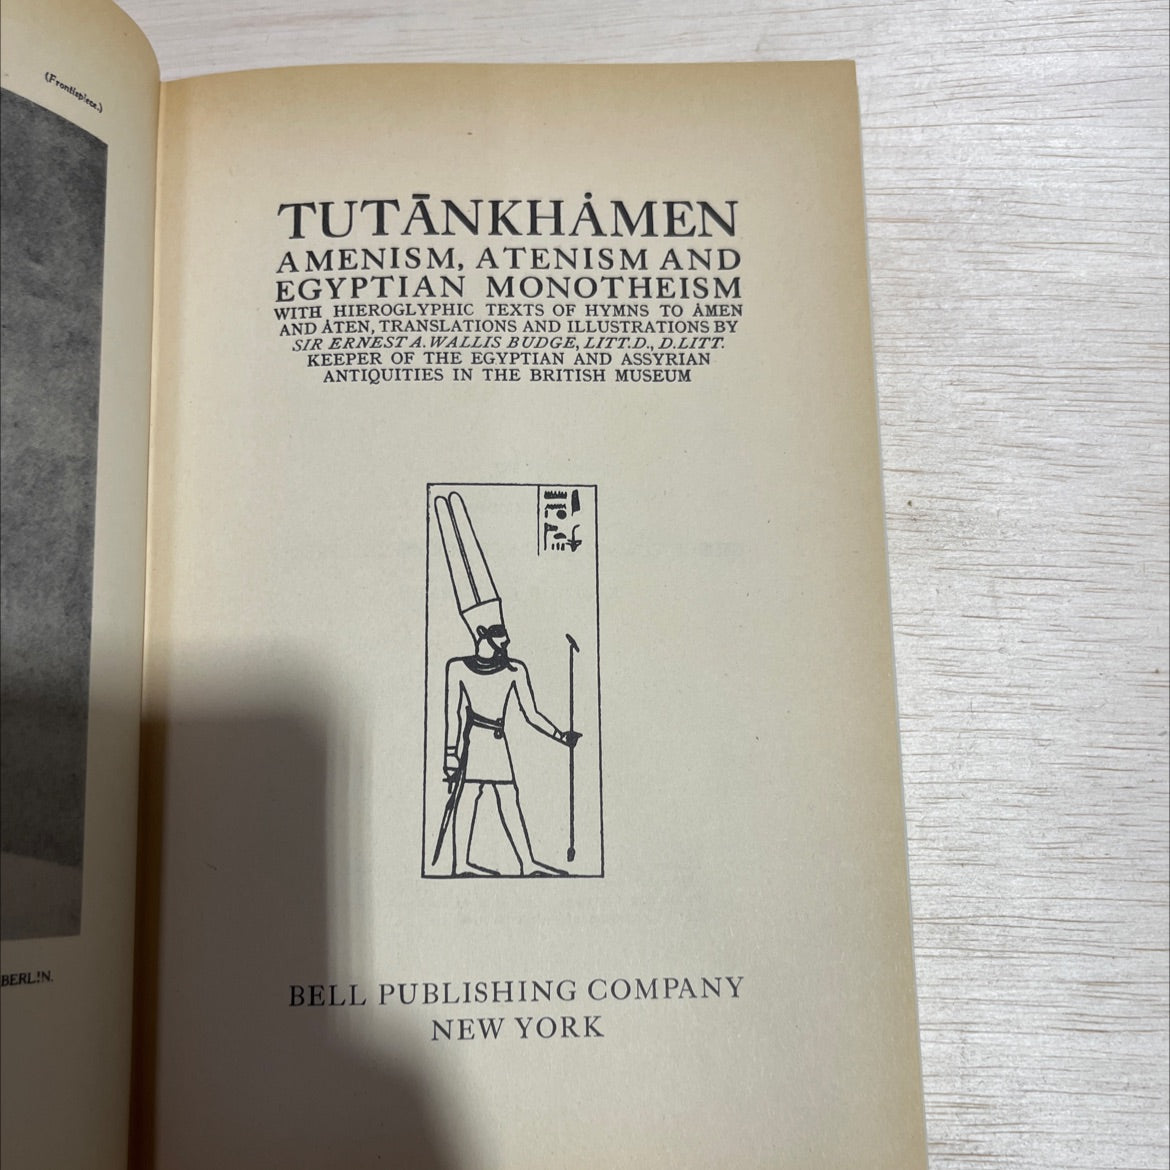 (Frontispiece.)
BERLIN.
TUTĀNKHȦMEN
AMENISM, ATENISM AND
EGYPTIAN MONOTHEISM
WITH HIEROGLYPHIC TEXTS OF HYMNS TO ȦMEN
AND ȦTEN, TRANSLATIONS AND ILLUSTRATIONS BY
SIR ERNEST A. WALLIS BUDGE, LITT.D., D.LITT.
KEEPER OF THE EGYPTIAN AND ASSYRIAN
ANTIQUITIES IN THE BRITISH MUSEUM
BELL PUBLISHING COMPANY
NEW YORK